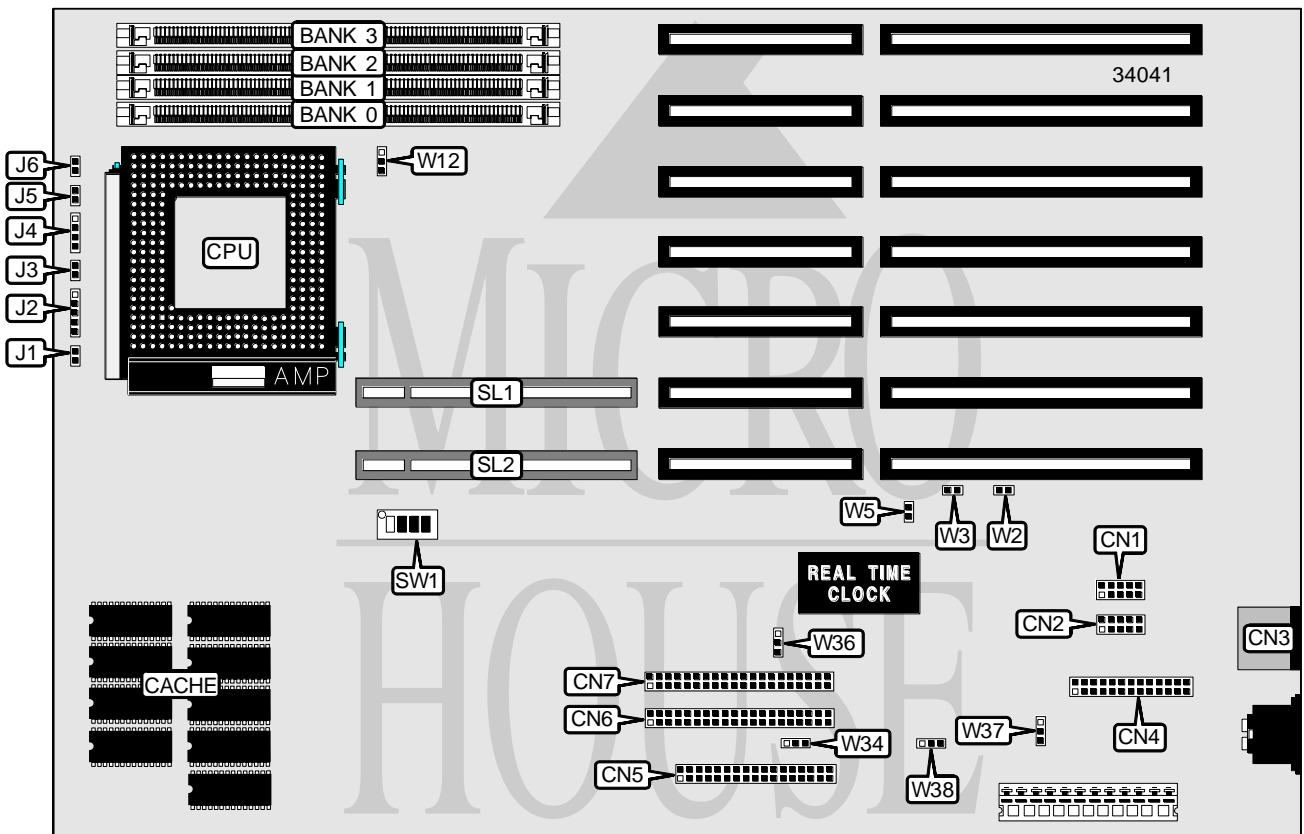 BANK 3
BANK 2
34041
BANK 1
BANK 0
J6
W12
J5
J4
CPU
J3
J2
J1
AMP
SL1
SL2
W5
W3
W2
CN1
SW1
REAL TIME
CLOCK
CN2
CN3
W36
CACHE
CN7
CN6
W37
CN4
W34
CN5
W38
MICRO
HOUSE